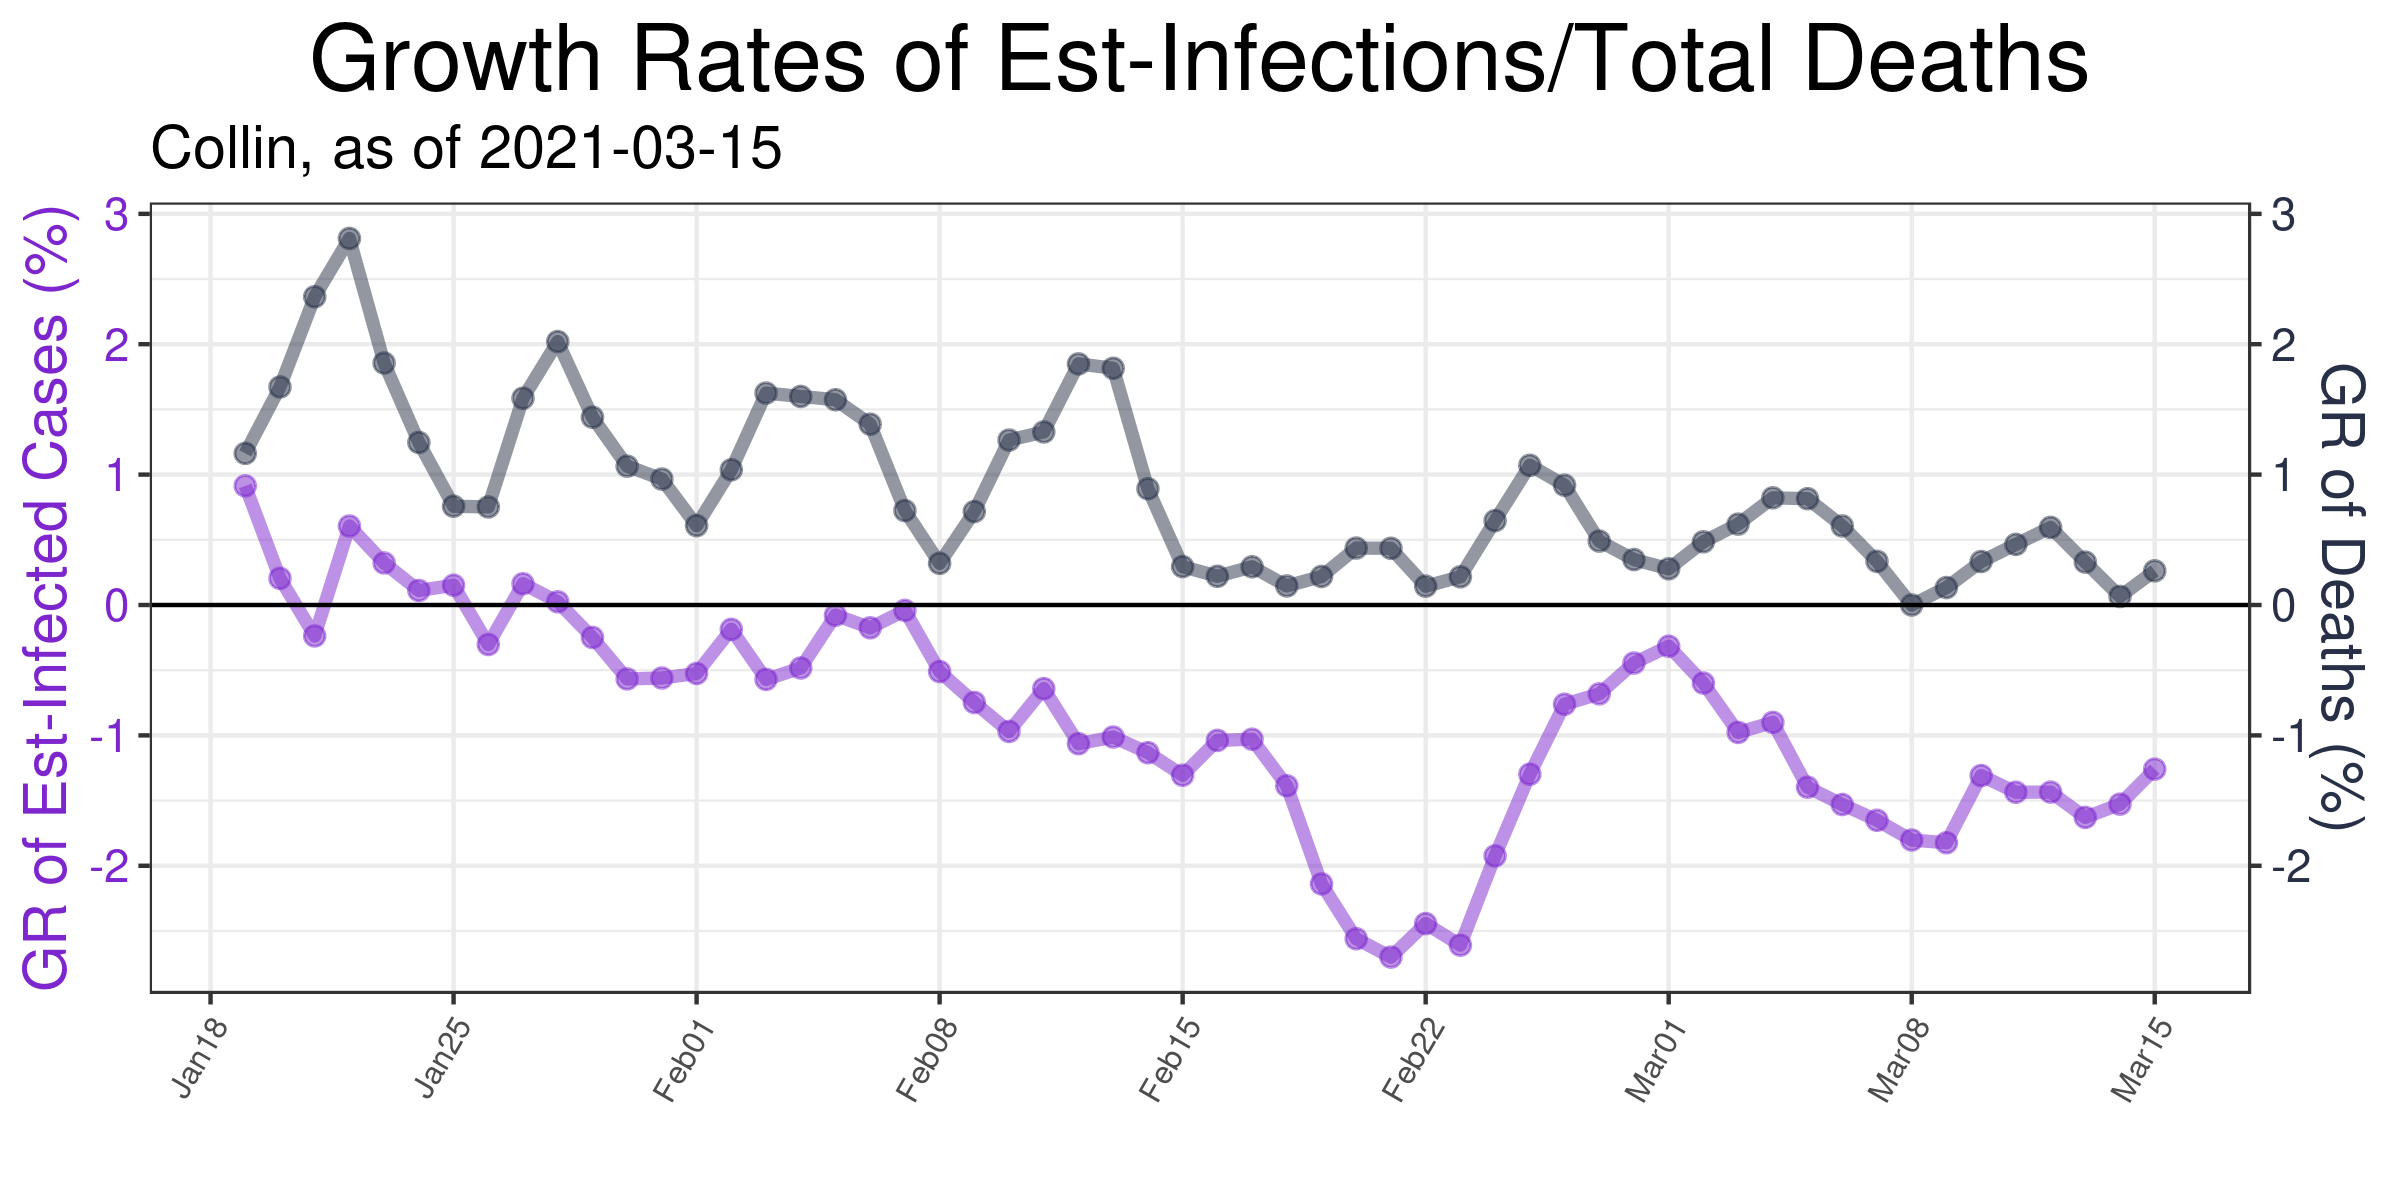 Growth Rates of Est-Infections/Total Deaths
Collin, as of 2021-03-15
GR of Est-Infected Cases (%)
3
2
1
0
-1
-2
3
2
1
0
-1
-2
GR of Deaths (%)
Jan18
Jan25
Feb01
Feb08
Feb15
Feb22
Mar01
Mar08
Mar15